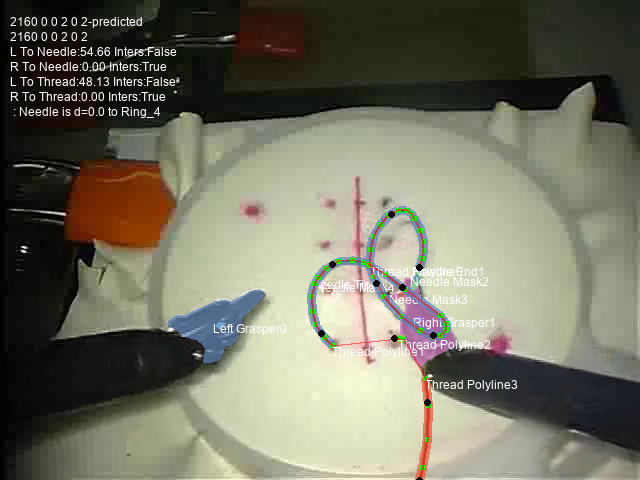 2160 0 0 2 0 2-predicted
2160 0 0 2 0 2
L To Needle:54.66 Inters:False
R To Needle:0.00 Inters:True
L To Thread:48.13 Inters:False
R To Thread:0.00 Inters:True
: Needle is d=0.0 to Ring_4
Thread
End1
Needle Mask2
Needle Mask3
Left Grasper0
Right Grasper1
Thread Polyline2
Thread Polyline1
Thread Polyline3